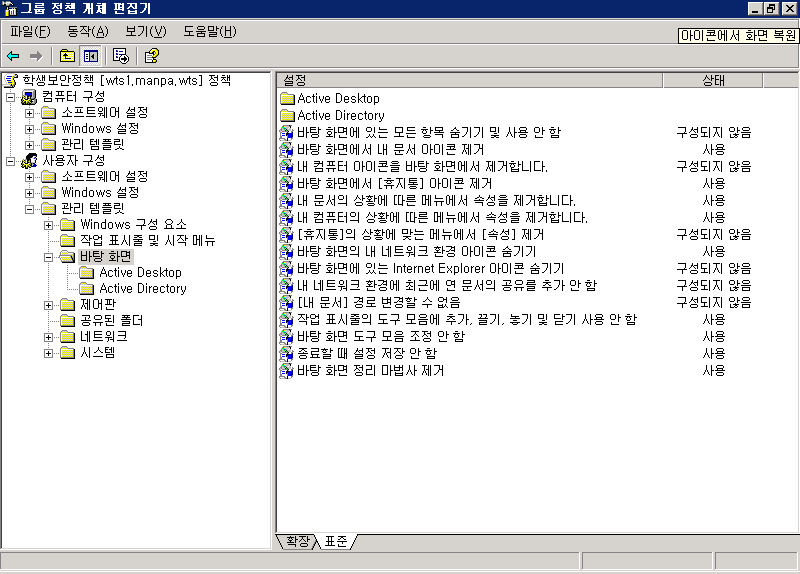 그룹 정책 개체 편집기
파일(F) 동작(A) 보기(V) 도움말(H)
아이콘에서 화면 복원
학생보안정책 [wts1.manpa.wts] 정책
컴퓨터 구성
소프트웨어 설정
Windows 설정
관리 템플릿
사용자 구성
소프트웨어 설정
Windows 설정
관리 템플릿
Windows 구성 요소
작업 표시줄 및 시작 메뉴
바탕 화면
Active Desktop
Active Directory
제어판
공유된 폴더
네트워크
시스템
설정 상태
Active Desktop
Active Directory
바탕 화면에 있는 모든 항목 숨기기 및 사용 안 함 구성되지 않음
바탕 화면에서 내 문서 아이콘 제거 사용
내 컴퓨터 아이콘을 바탕 화면에서 제거합니다. 구성되지 않음
바탕 화면에서 [휴지통] 아이콘 제거 사용
내 문서의 상황에 따른 메뉴에서 속성을 제거합니다. 사용
내 컴퓨터의 상황에 따른 메뉴에서 속성을 제거합니다. 사용
[휴지통]의 상황에 맞는 메뉴에서 [속성] 제거 구성되지 않음
바탕 화면의 내 네트워크 환경 아이콘 숨기기 사용
바탕 화면에 있는 Internet Explorer 아이콘 숨기기 구성되지 않음
내 네트워크 환경에 최근에 연 문서의 공유를 추가 안 함 구성되지 않음
[내 문서] 경로 변경할 수 없음 구성되지 않음
작업 표시줄의 도구 모음에 추가, 끌기, 놓기 및 닫기 사용 안 함 사용
바탕 화면 도구 모음 조정 안 함 사용
종료할 때 설정 저장 안 함 사용
바탕 화면 정리 마법사 제거 사용
확장 표준